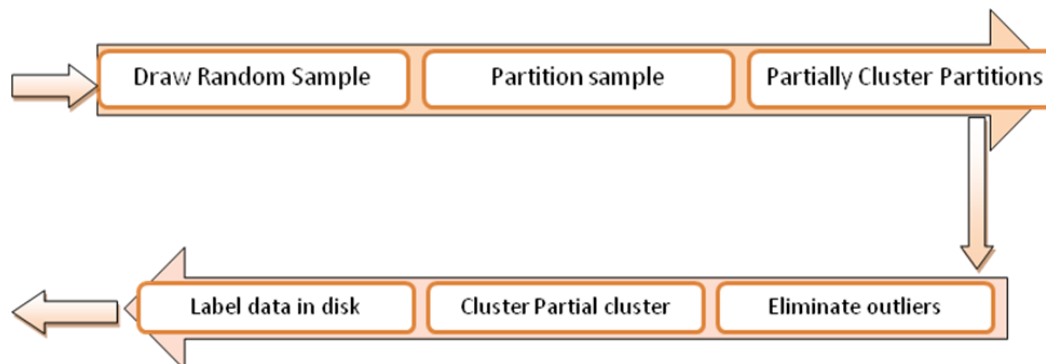 Draw Random Sample
Partition sample
Partially Cluster Partitions
Eliminate outliers
Cluster Partial cluster
Label data in disk